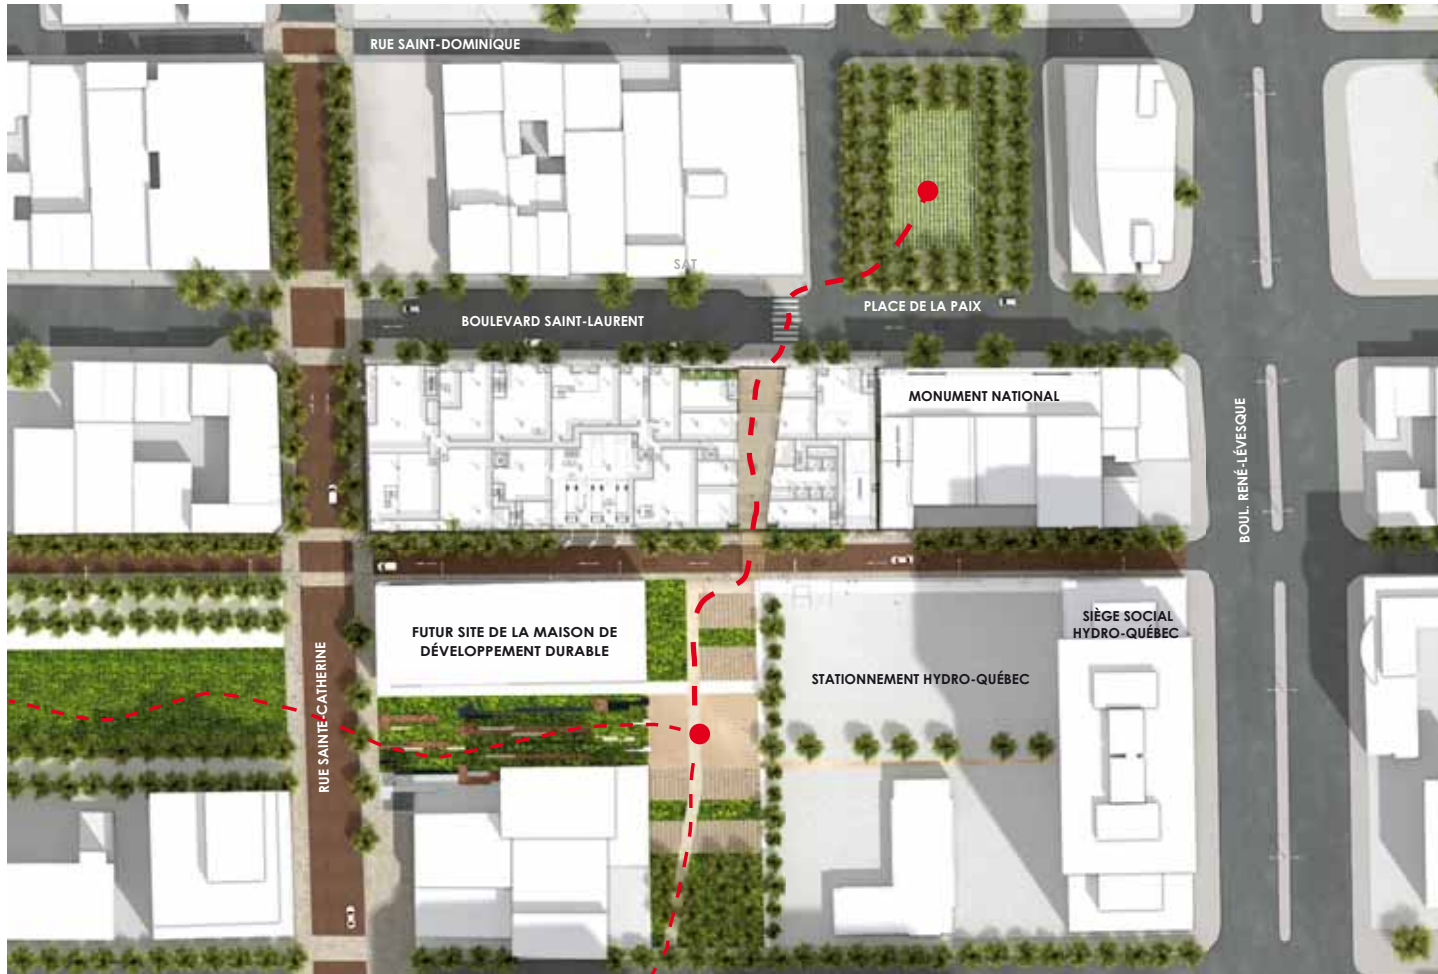 RUE SAINT-DOMINIQUE
SAT
PLACE DE LA PAIX
BOULEVARD SAINT-LAURENT
MONUMENT NATIONAL
BOUL. RENÉ-LÉVESQUE
SIÈGE SOCIAL
HYDRO-QUÉBEC
FUTUR SITE DE LA MAISON DE
DÉVELOPPEMENT DURABLE
STATIONNEMENT HYDRO-QUÉBEC
RUE SAINTE-CATHERINE